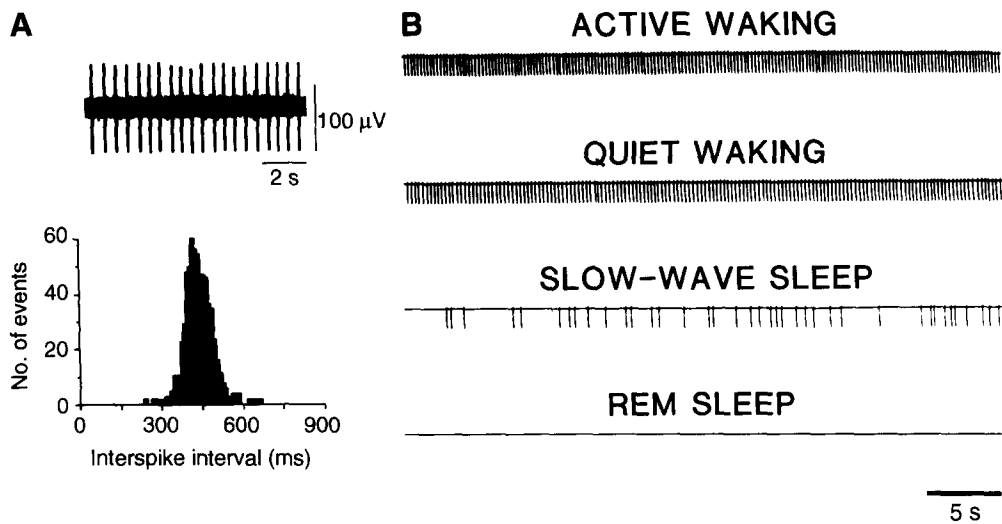 A
100 µV
2 s
No. of events
60
40
20
0
0 300 600 900
Interspike interval (ms)
B
ACTIVE WAKING
QUIET WAKING
SLOW–WAVE SLEEP
REM SLEEP
5 s